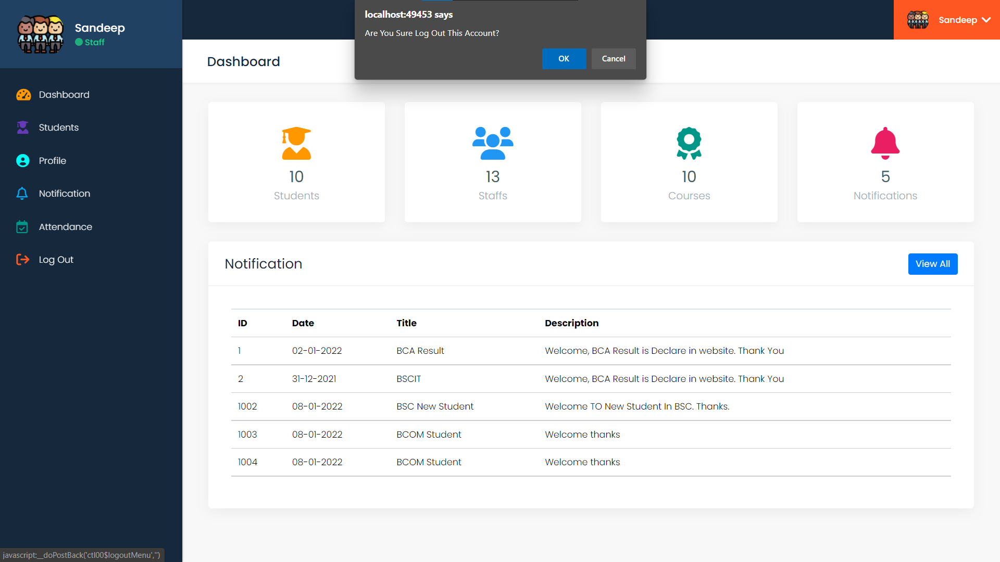 Sandeep
Staff
Dashboard
Students
Profile
Notification
Attendance
Log Out
localhost:49453 says
Are You Sure Log Out This Account?
OK Cancel
Sandeep
Dashboard
10
Students
13
Staffs
10
Courses
5
Notifications
Notification
View All
ID Date Title Description
1 02-01-2022 BCA Result Welcome, BCA Result is Declare in website. Thank You
2 31-12-2021 BSCIT Welcome, BCA Result is Declare in website. Thank You
1002 08-01-2022 BSC New Student Welcome TO New Student In BSC. Thanks.
1003 08-01-2022 BCOM Student Welcome thanks
1004 08-01-2022 BCOM Student Welcome thanks
javascript:__doPostBack('ctl00$logoutMenu','')